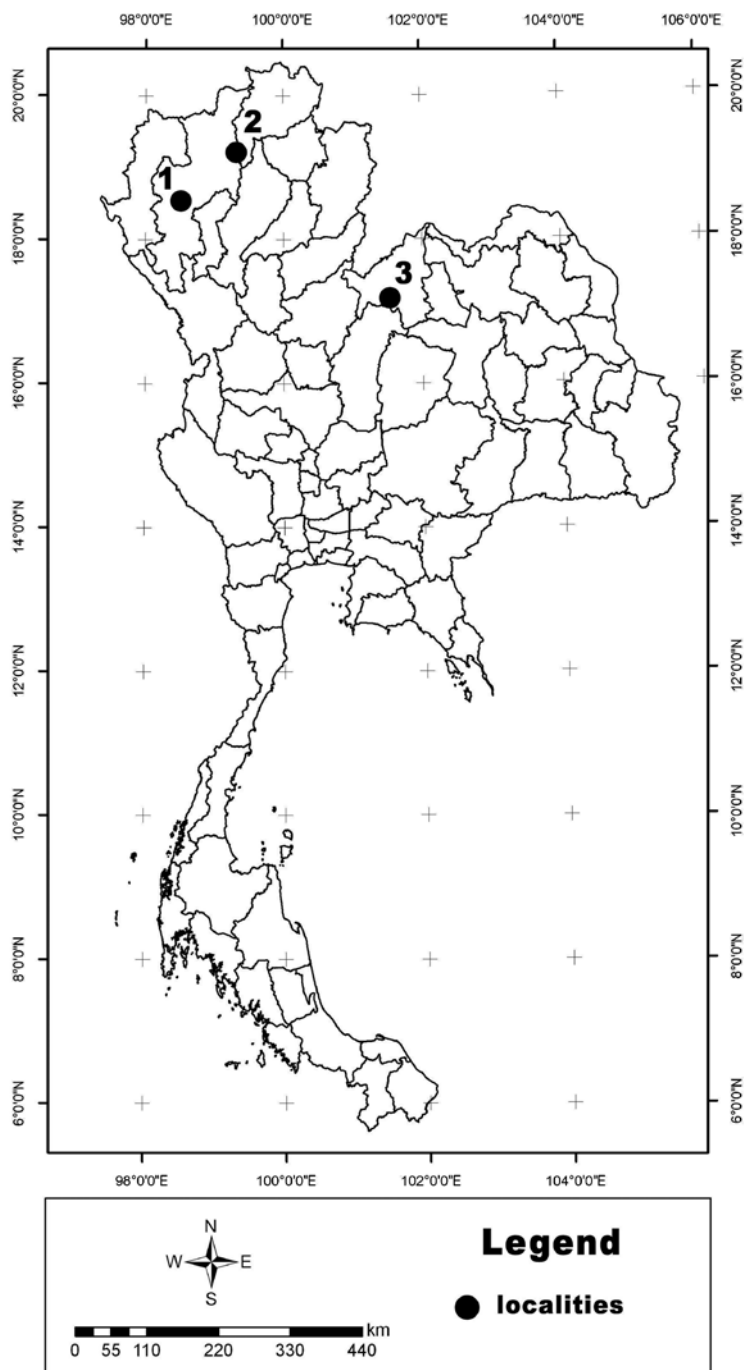 98°0'0"E 100°0'0"E 102°0'0"E 104°0'0"E 106°0'0"E
20°0'0"N 20°0'0"N
2
1
18°0'0"N 18°0'0"N
3
16°0'0"N 16°0'0"N
14°0'0"N 14°0'0"N
12°0'0"N 12°0'0"N
10°0'0"N 10°0'0"N
8°0'0"N 8°0'0"N
6°0'0"N 6°0'0"N
98°0'0"E 100°0'0"E 102°0'0"E 104°0'0"E
N
W E
S
Legend
localities
km
0 55 110 220 330 440